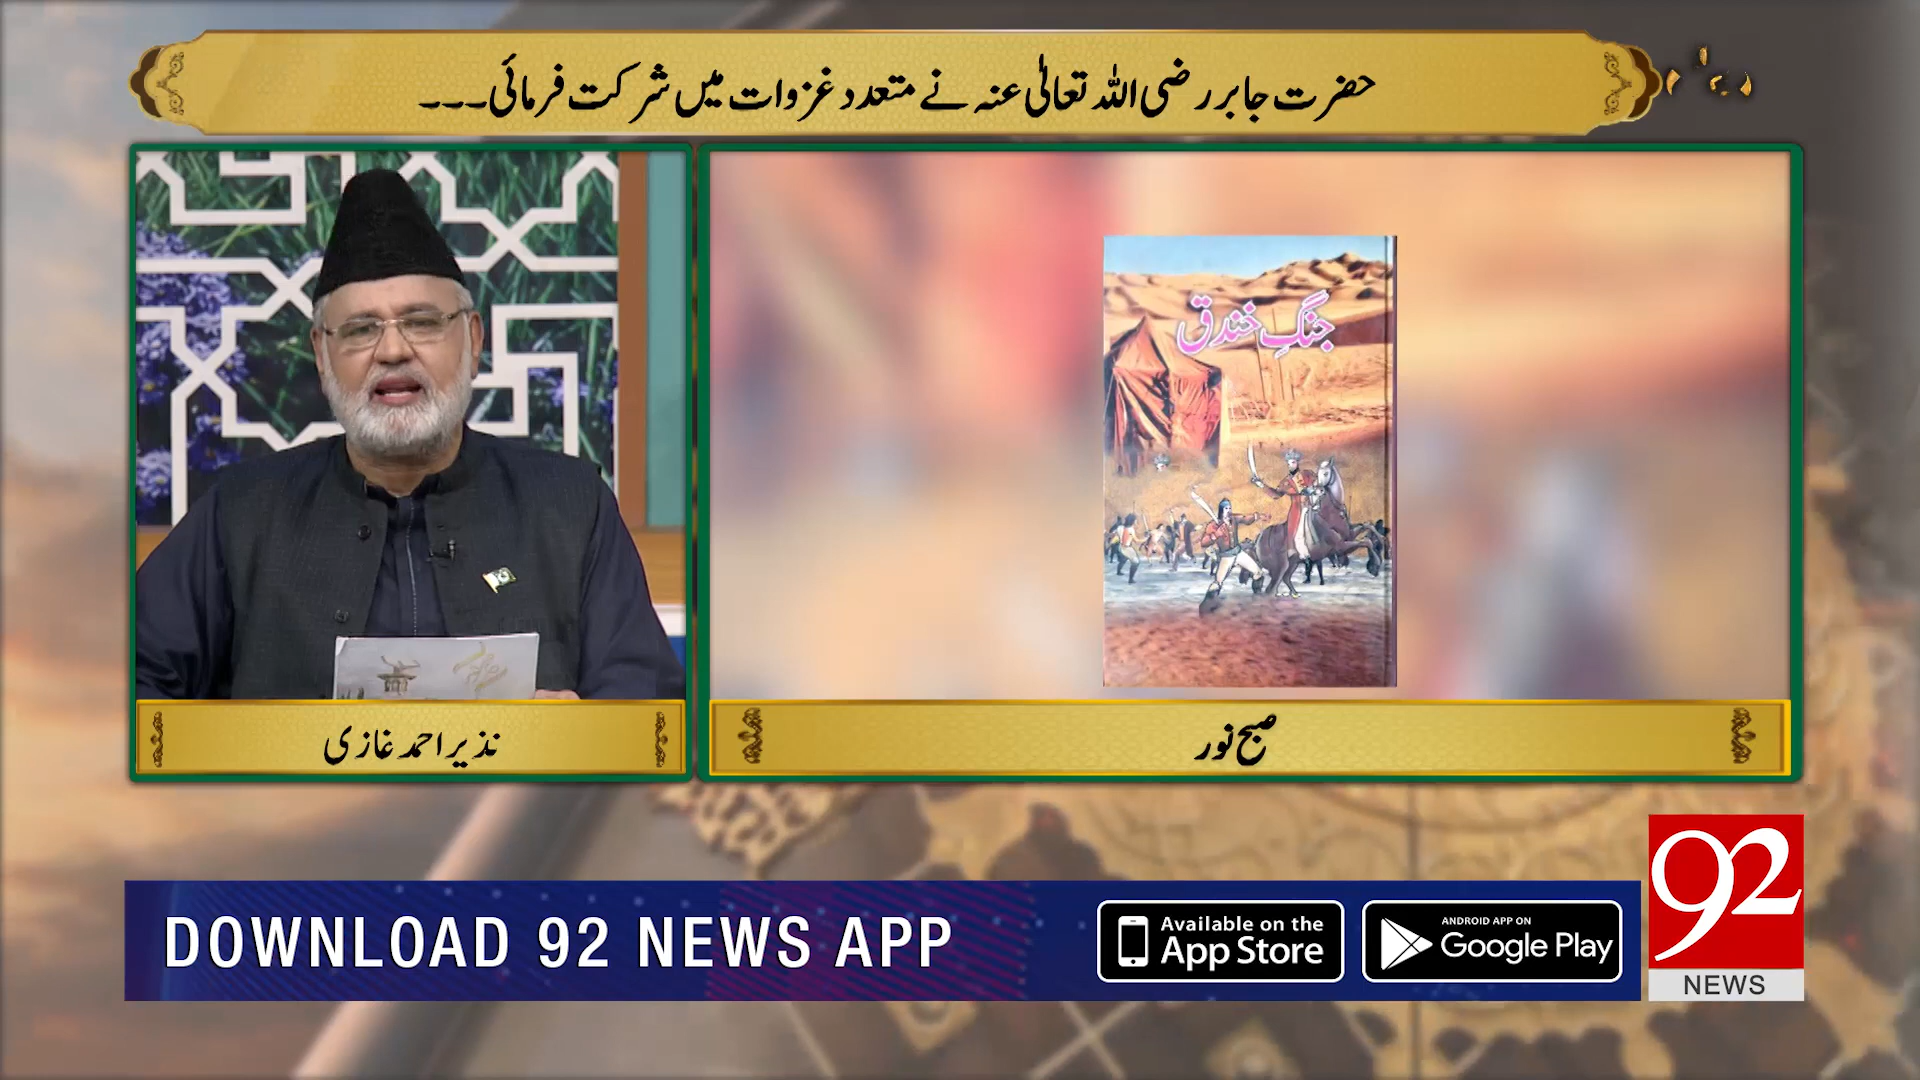 حضرت جابر رضی اللہ تعالیٰ عنہ نے متعدد غزوات میں شرکت فرمائی۔۔۔
جنگِ خندق
نذیر احمد غازی
صبح نور
DOWNLOAD 92 NEWS APP
Available on the
App Store
ANDROID APP ON
Google Play
92
NEWS